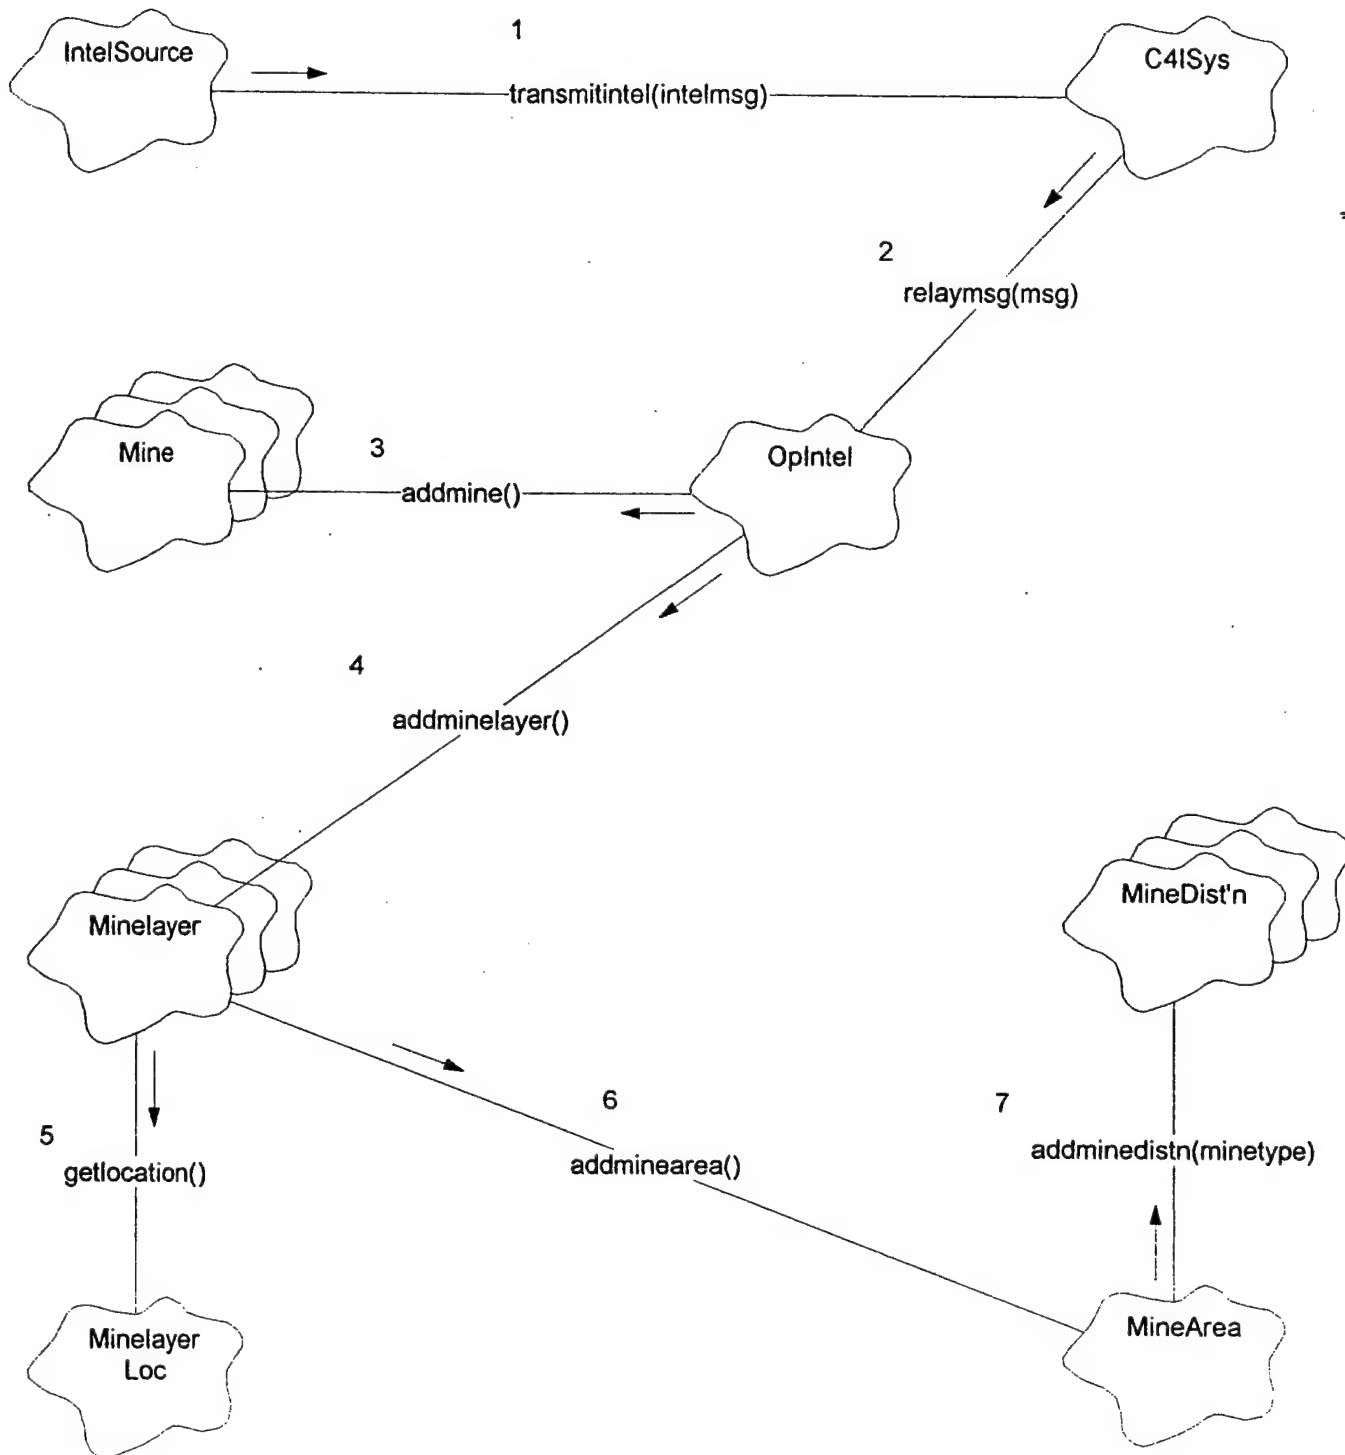 1
IntelSource
C4ISys
transmitintel(intelmsg)
2
relaymsg(msg)
Mine
3
OpIntel
addmine()
4
addminelayer()
Minelayer
MineDist'n
6
7
5
addminearea()
addminedistn(minetype)
getlocation()
Minelayer
Loc
MineArea